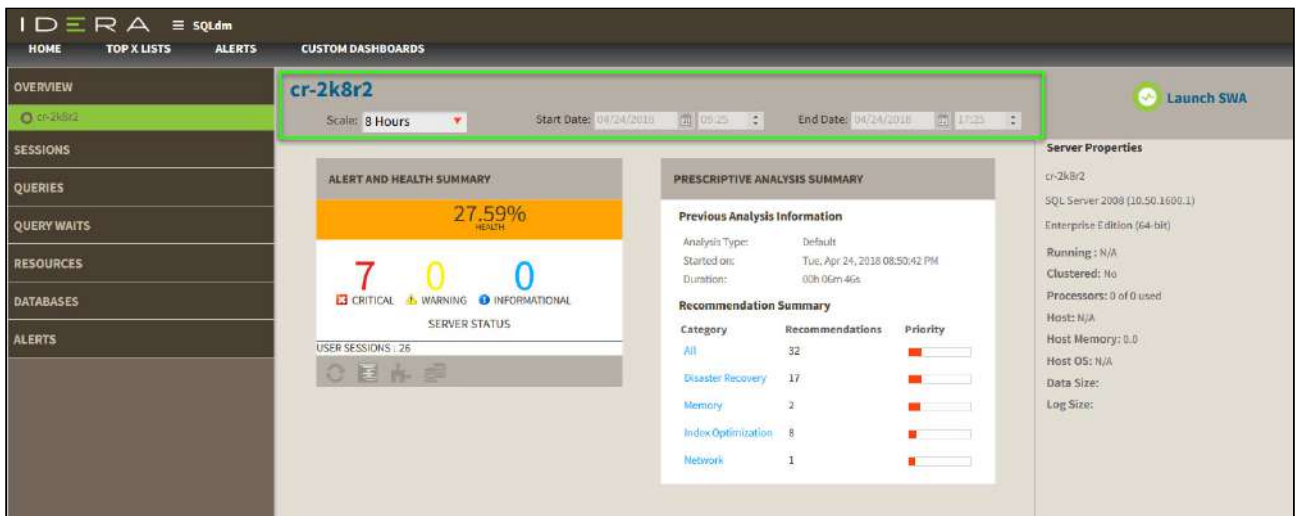 IDERA SQLdm
HOME TOP X LISTS ALERTS CUSTOM DASHBOARDS
OVERVIEW
cr-2k8r2
SESSIONS
QUERIES
QUERY WAITS
RESOURCES
DATABASES
ALERTS
cr-2k8r2
Scale: 8 Hours Start Date: 04/24/2018 09:25 End Date: 04/24/2018 17:25
Launch SWA
ALERT AND HEALTH SUMMARY
27.59%
HEALTH
7 0 0
CRITICAL WARNING INFORMATIONAL
SERVER STATUS
USER SESSIONS : 26
PRESCRIPTIVE ANALYSIS SUMMARY
Previous Analysis Information
Analysis Type: Default
Started on: Tue, Apr 24, 2018 08:50:42 PM
Duration: 00h 06m 46s
Recommendation Summary
Category Recommendations Priority
All 32
Disaster Recovery 17
Memory 2
Index Optimization 8
Network 1
Server Properties
cr-2k8r2
SQL Server 2008 (10.50.1600.1)
Enterprise Edition (64-bit)
Running : N/A
Clustered: No
Processors: 0 of 0 used
Host: N/A
Host Memory: 0.0
Host OS: N/A
Data Size:
Log Size: